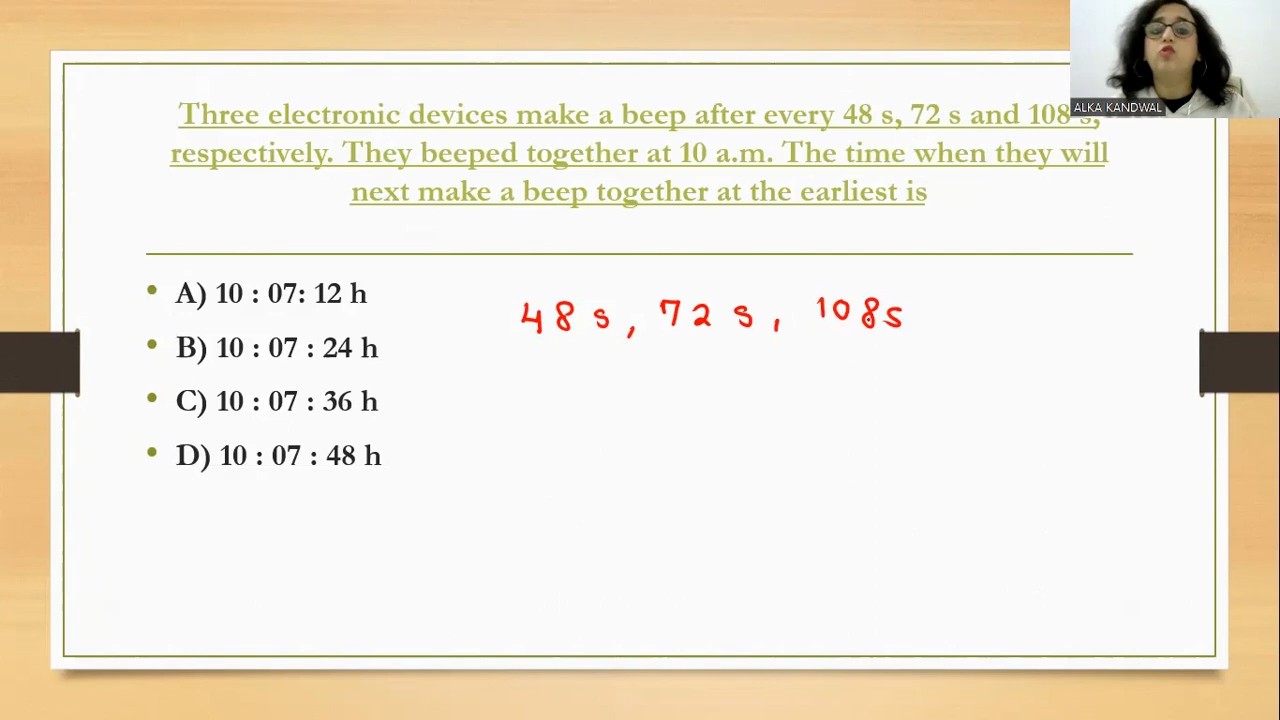 Three electronic devices make a beep after every 48 s, 72 s and 108 s,
respectively. They beeped together at 10 a.m. The time when they will
next make a beep together at the earliest is
ALKA KANDWAL
• A) 10 : 07: 12 h
• B) 10 : 07 : 24 h
• C) 10 : 07 : 36 h
• D) 10 : 07 : 48 h
48 s, 72 s, 108s